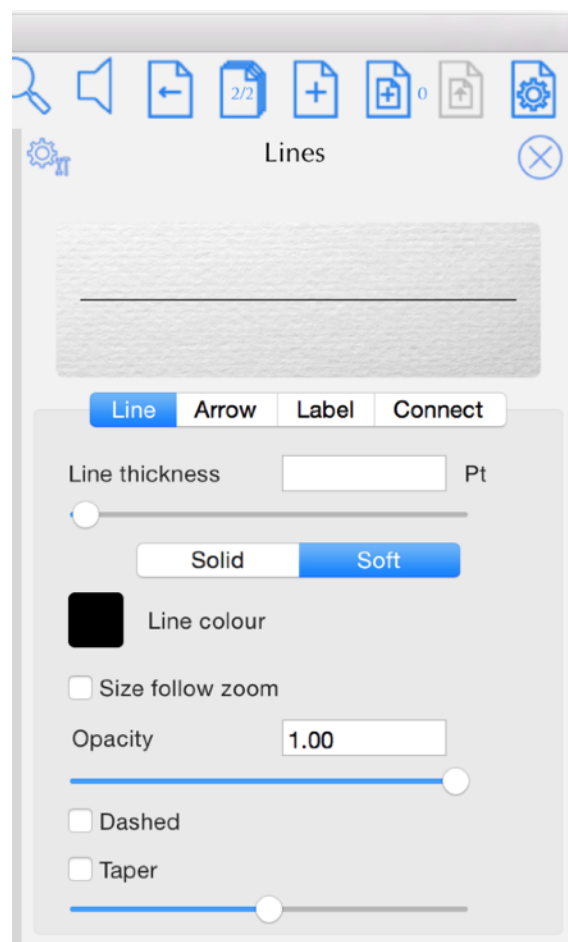 2/2 0
Lines
Line Arrow Label Connect
Line thickness Pt
Solid Soft
Line colour
Size follow zoom
Opacity 1.00
Dashed
Taper